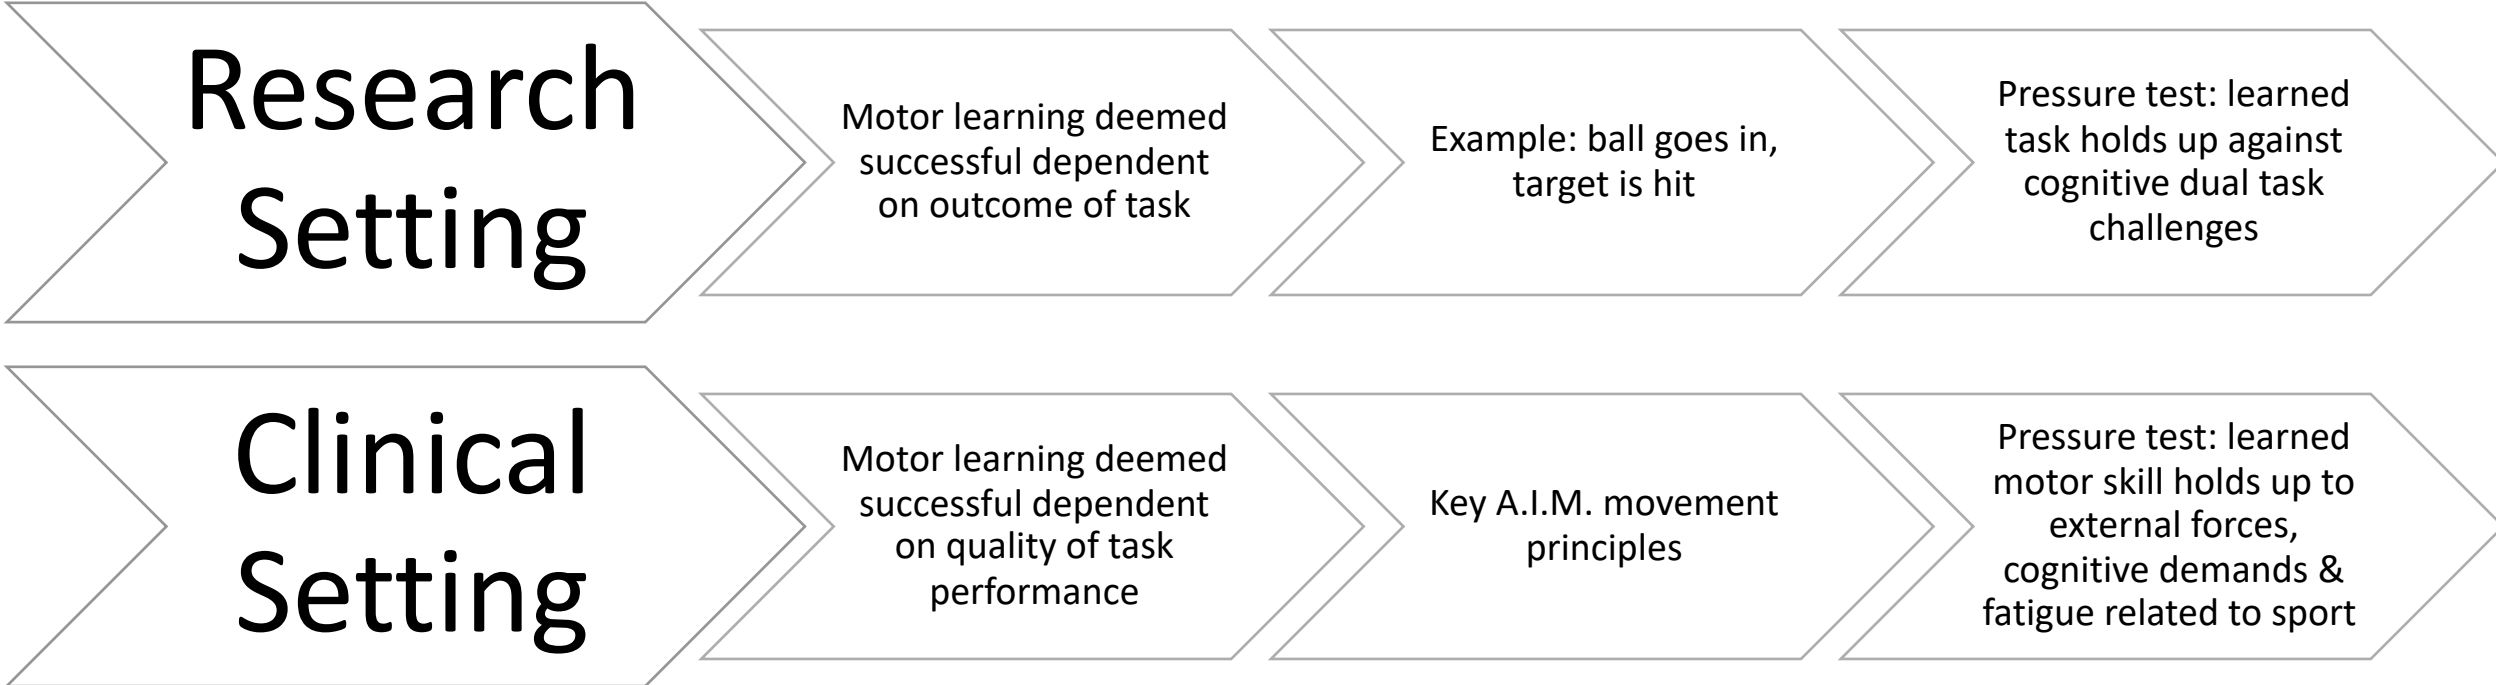 Research
Setting
Motor learning deemed
successful dependent
on outcome of task
Example: ball goes in,
target is hit
Pressure test: learned
task holds up against
cognitive dual task
challenges
Clinical
Setting
Motor learning deemed
successful dependent
on quality of task
performance
Key A.I.M. movement
principles
Pressure test: learned
motor skill holds up to
external forces,
cognitive demands &
fatigue related to sport